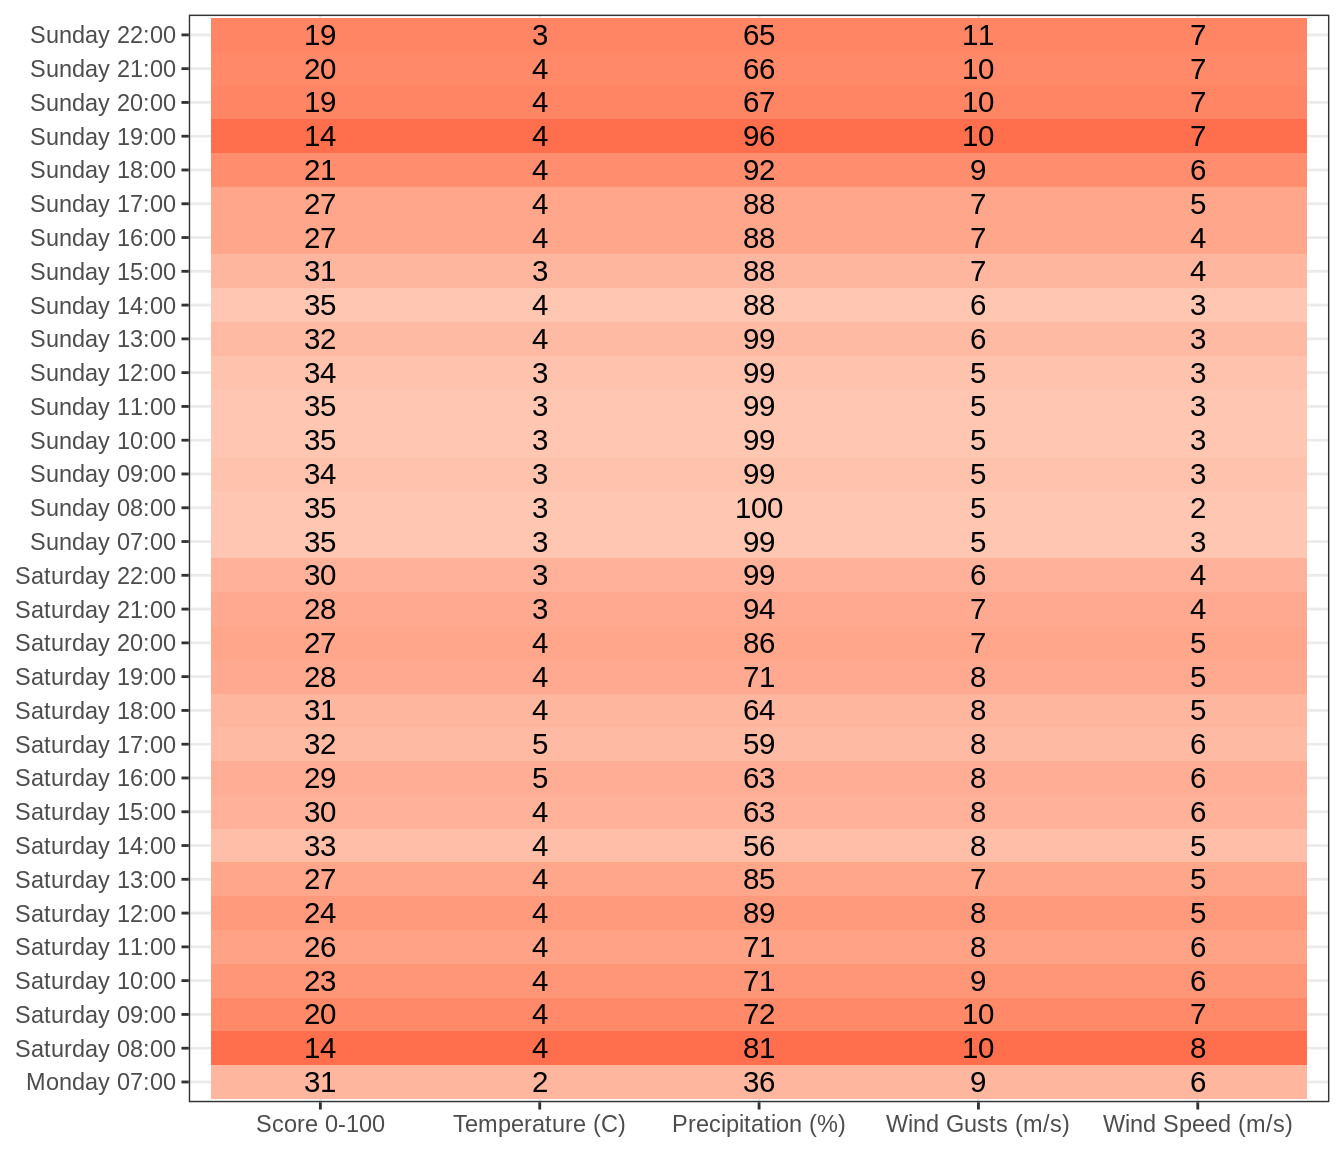 Sunday 22:00 19 3 65 11 7
Sunday 21:00 20 4 66 10 7
Sunday 20:00 19 4 67 10 7
Sunday 19:00 14 4 96 10 7
Sunday 18:00 21 4 92 9 6
Sunday 17:00 27 4 88 7 5
Sunday 16:00 27 4 88 7 4
Sunday 15:00 31 3 88 7 4
Sunday 14:00 35 4 88 6 3
Sunday 13:00 32 4 99 6 3
Sunday 12:00 34 3 99 5 3
Sunday 11:00 35 3 99 5 3
Sunday 10:00 35 3 99 5 3
Sunday 09:00 34 3 99 5 3
Sunday 08:00 35 3 100 5 2
Sunday 07:00 35 3 99 5 3
Saturday 22:00 30 3 99 6 4
Saturday 21:00 28 3 94 7 4
Saturday 20:00 27 4 86 7 5
Saturday 19:00 28 4 71 8 5
Saturday 18:00 31 4 64 8 5
Saturday 17:00 32 5 59 8 6
Saturday 16:00 29 5 63 8 6
Saturday 15:00 30 4 63 8 6
Saturday 14:00 33 4 56 8 5
Saturday 13:00 27 4 85 7 5
Saturday 12:00 24 4 89 8 5
Saturday 11:00 26 4 71 8 6
Saturday 10:00 23 4 71 9 6
Saturday 09:00 20 4 72 10 7
Saturday 08:00 14 4 81 10 8
Monday 07:00 31 2 36 9 6
Score 0-100 Temperature (C) Precipitation (%) Wind Gusts (m/s) Wind Speed (m/s)